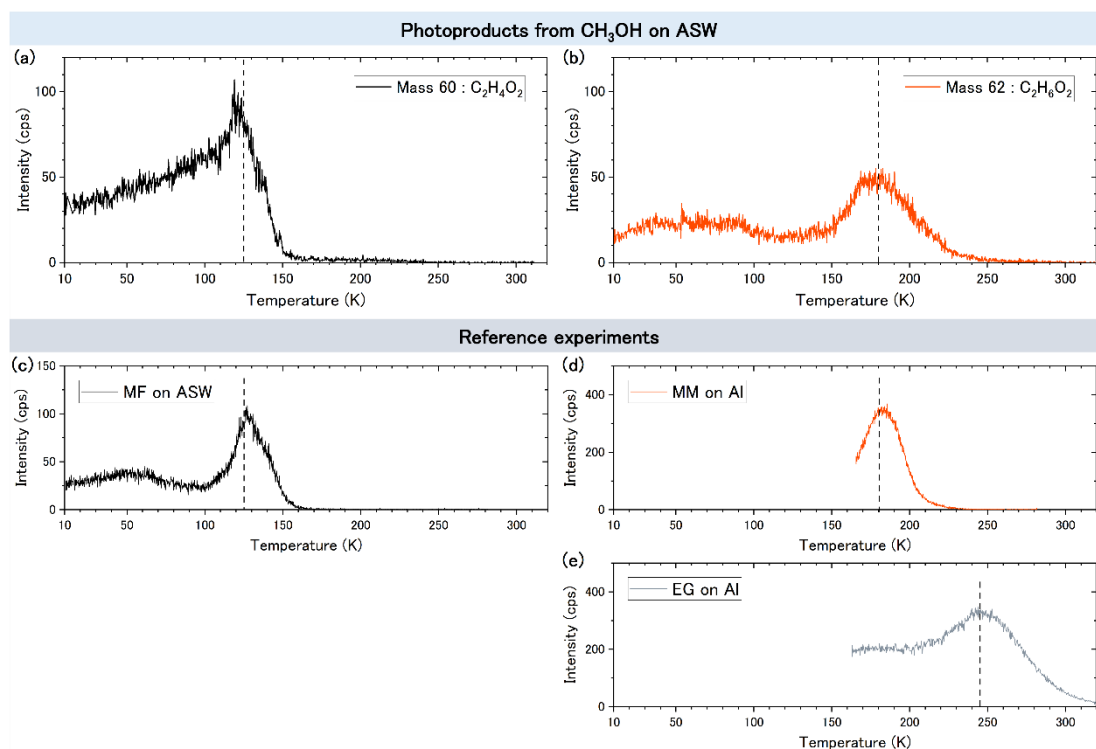 Photoproducts from CH₃OH on ASW
(a)
Mass 60 : C₂H₄O₂
Intensity (cps)
100
50
0
10 50 100 150 200 250 300
Temperature (K)
(b)
Mass 62 : C₂H₆O₂
Intensity (cps)
100
50
0
10 50 100 150 200 250 300
Temperature (K)
Reference experiments
(c)
MF on ASW
Intensity (cps)
150
100
50
0
10 50 100 150 200 250 300
Temperature (K)
(d)
MM on Al
Intensity (cps)
400
200
0
10 50 100 150 200 250 300
Temperature (K)
(e)
EG on Al
Intensity (cps)
400
200
0
10 50 100 150 200 250 300
Temperature (K)